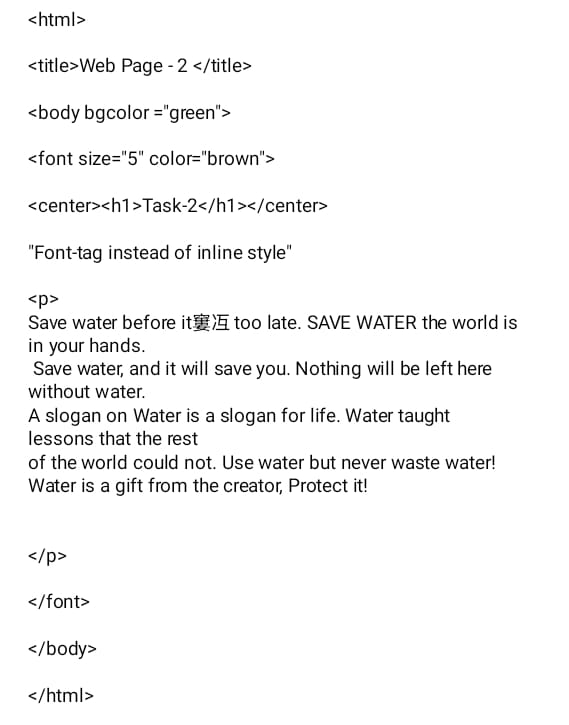 <html>
<title>Web Page - 2 </title>
<body bgcolor ="green">
<font size="5" color="brown">
<center><h1>Task-2</h1></center>
"Font-tag instead of inline style"
<p>
Save water before it窶冱 too late. SAVE WATER the world is
in your hands.
Save water, and it will save you. Nothing will be left here
without water.
A slogan on Water is a slogan for life. Water taught
lessons that the rest
of the world could not. Use water but never waste water!
Water is a gift from the creator, Protect it!
</p>
</font>
</body>
</html>